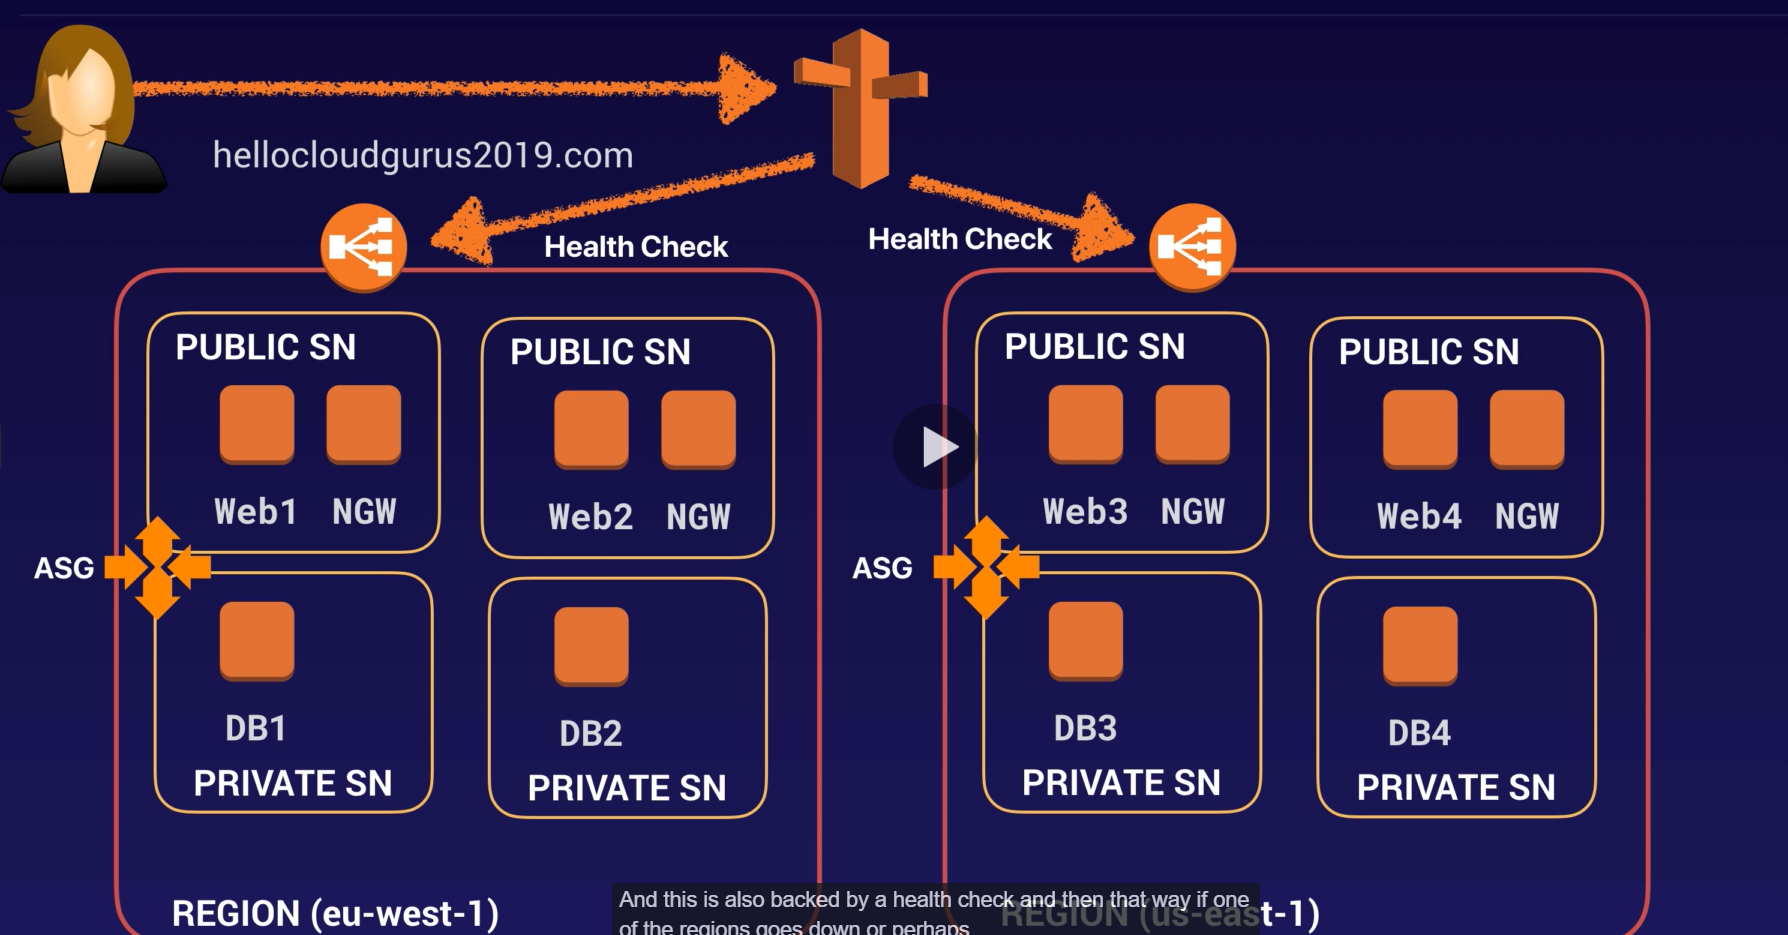 hellocloudgurus2019.com
Health Check
Health Check
PUBLIC SN
PUBLIC SN
PUBLIC SN
PUBLIC SN
Web1 NGW
Web2 NGW
Web3 NGW
Web4 NGW
ASG
ASG
DB1
DB2
DB3
DB4
PRIVATE SN
PRIVATE SN
PRIVATE SN
PRIVATE SN
REGION (eu-west-1)
REGION (us-east-1)
And this is also backed by a health check and then that way if one
of the regions goes down or perhaps